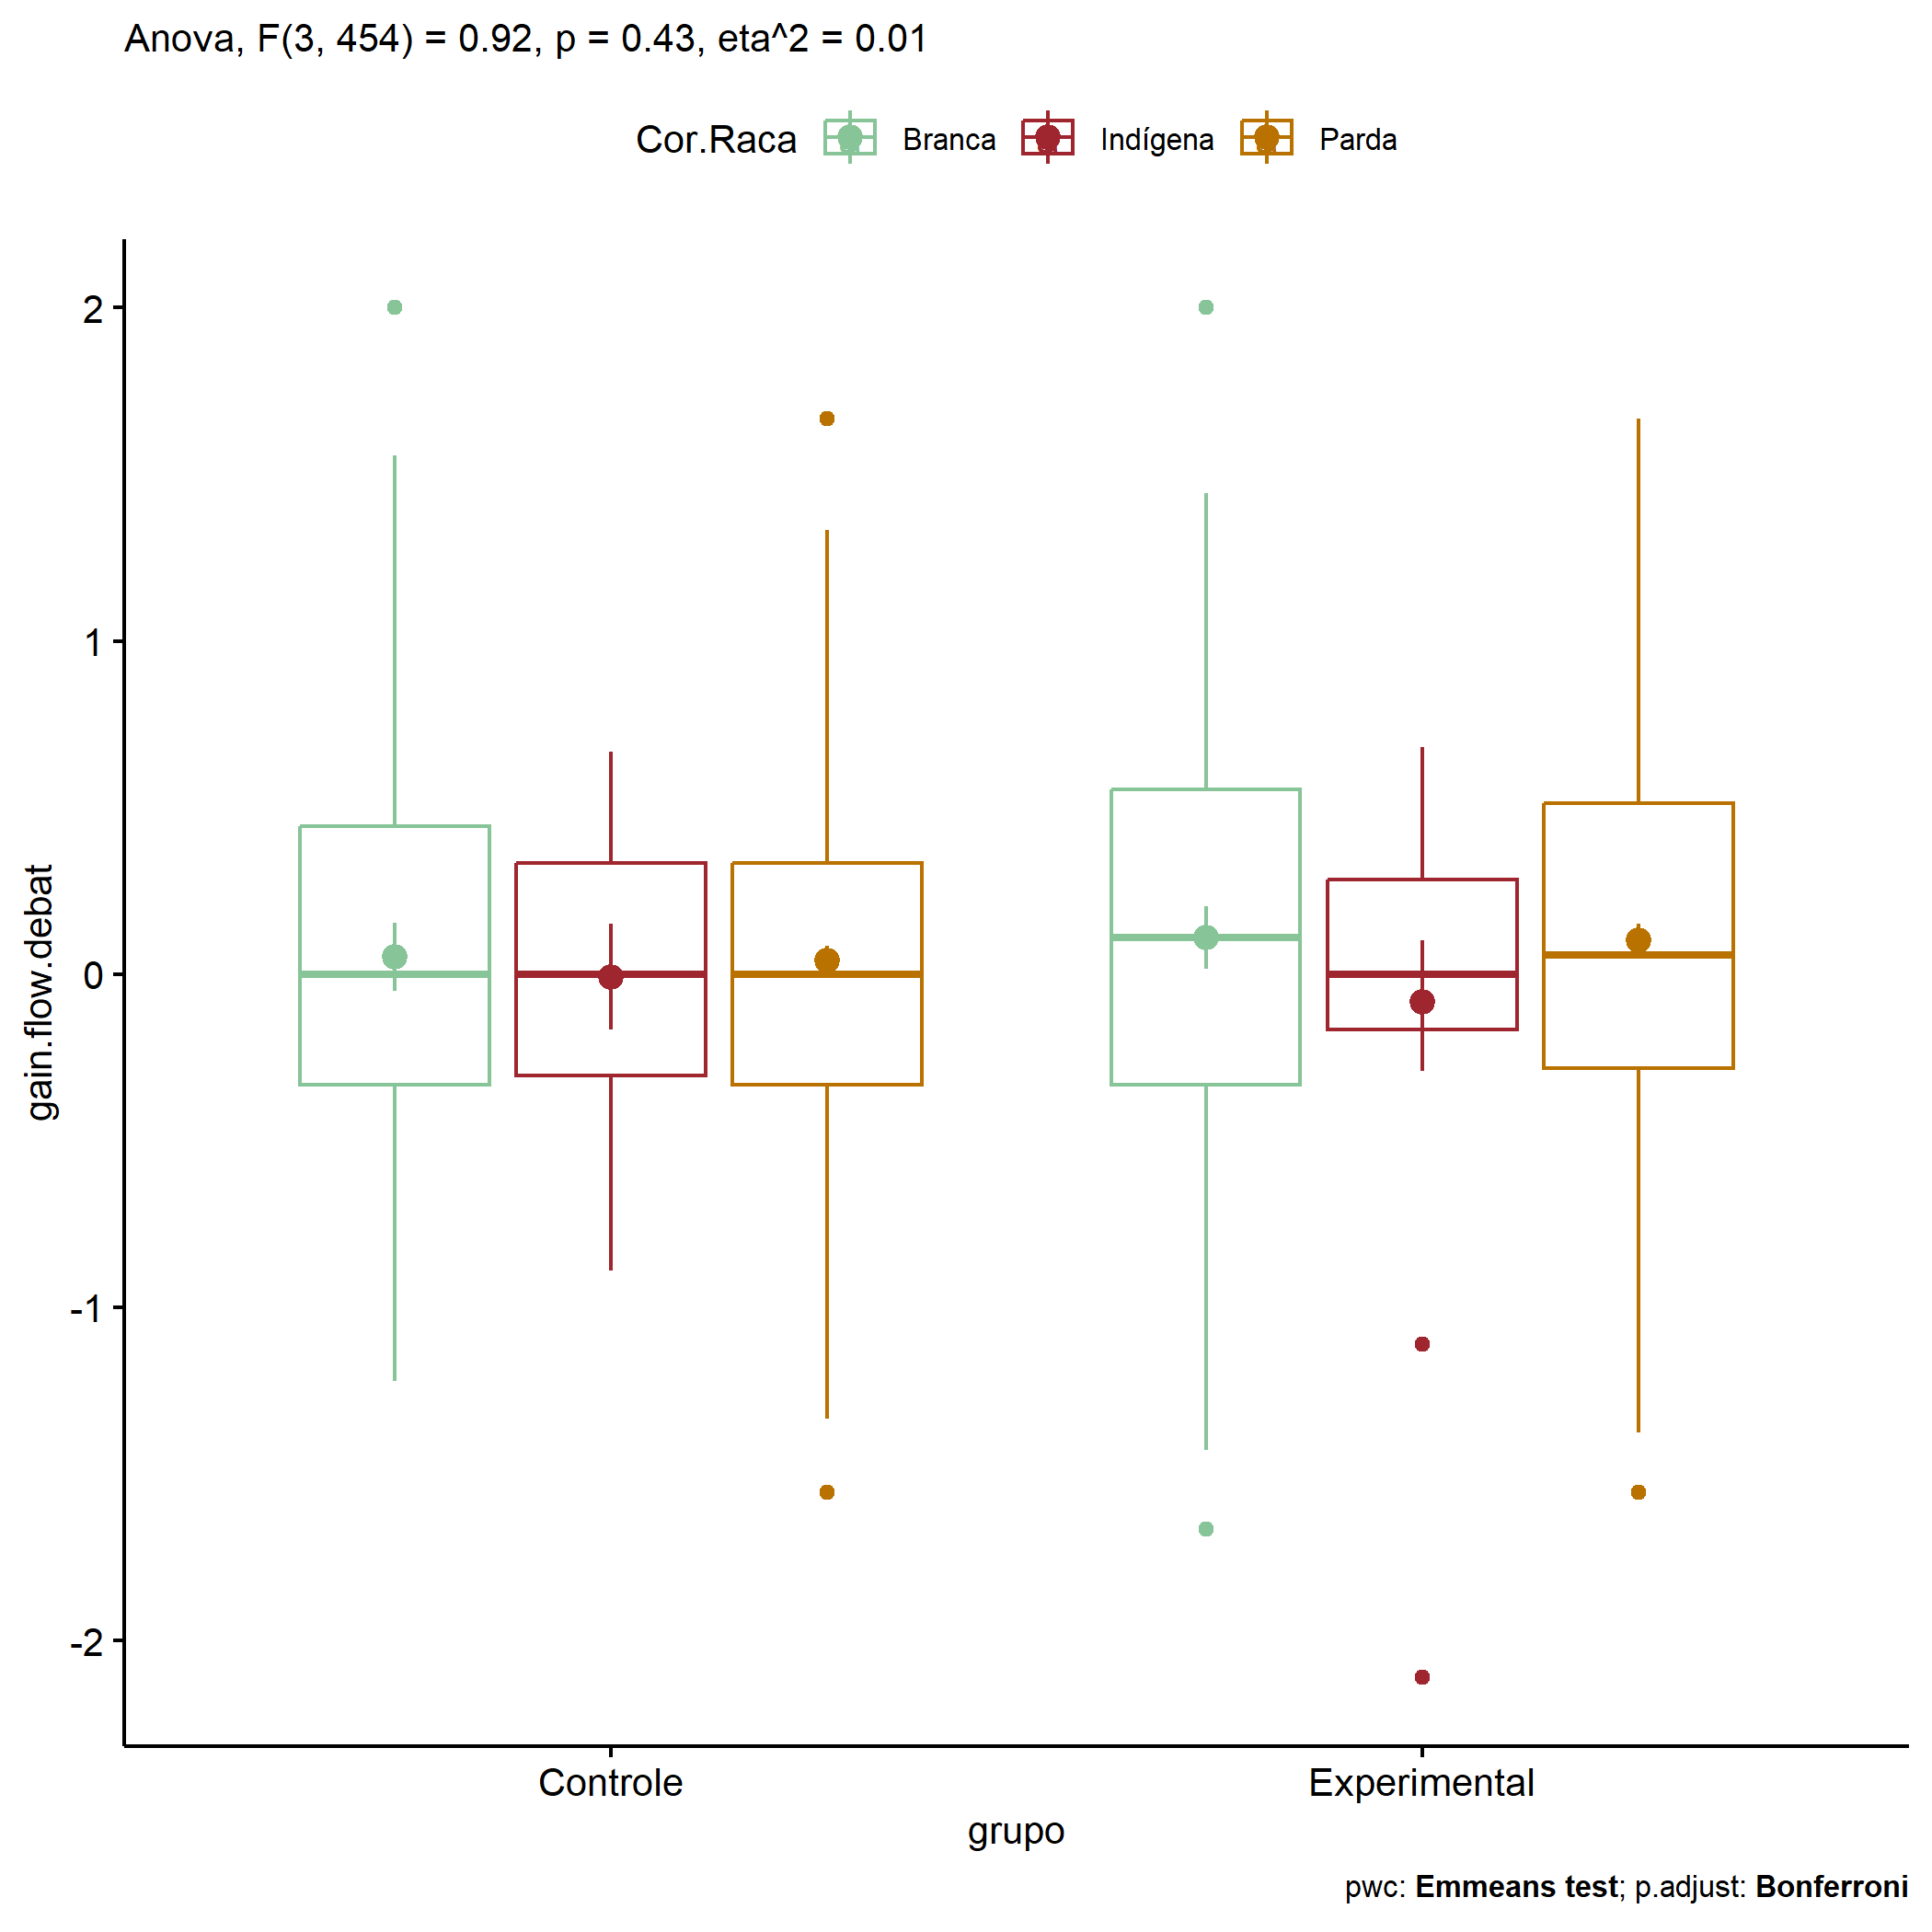 Anova, F(3, 454) = 0.92, p = 0.43, eta^2 = 0.01
Cor.Raca Branca Indígena Parda
2
1
0
-1
-2
gain.flow.debat
Controle Experimental
grupo
pwc: Emmeans test; p.adjust: Bonferroni